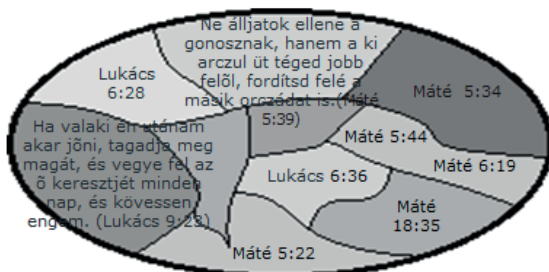 Ne álljatok ellene a
gonosznak, hanem a ki
arczul üt téged jobb
felõl, fordítsd felé a
másik orczádat is.(Máté
5:39)
Lukács
6:28
Máté 5:34
Ha valaki én utánam
akar jõni, tagadja meg
magát, és vegye fel az
õ keresztjét minden
nap, és kövessen
engem. (Lukács 9:23)
Máté 5:44
Máté 6:19
Lukács 6:36
Máté
18:35
Máté 5:22